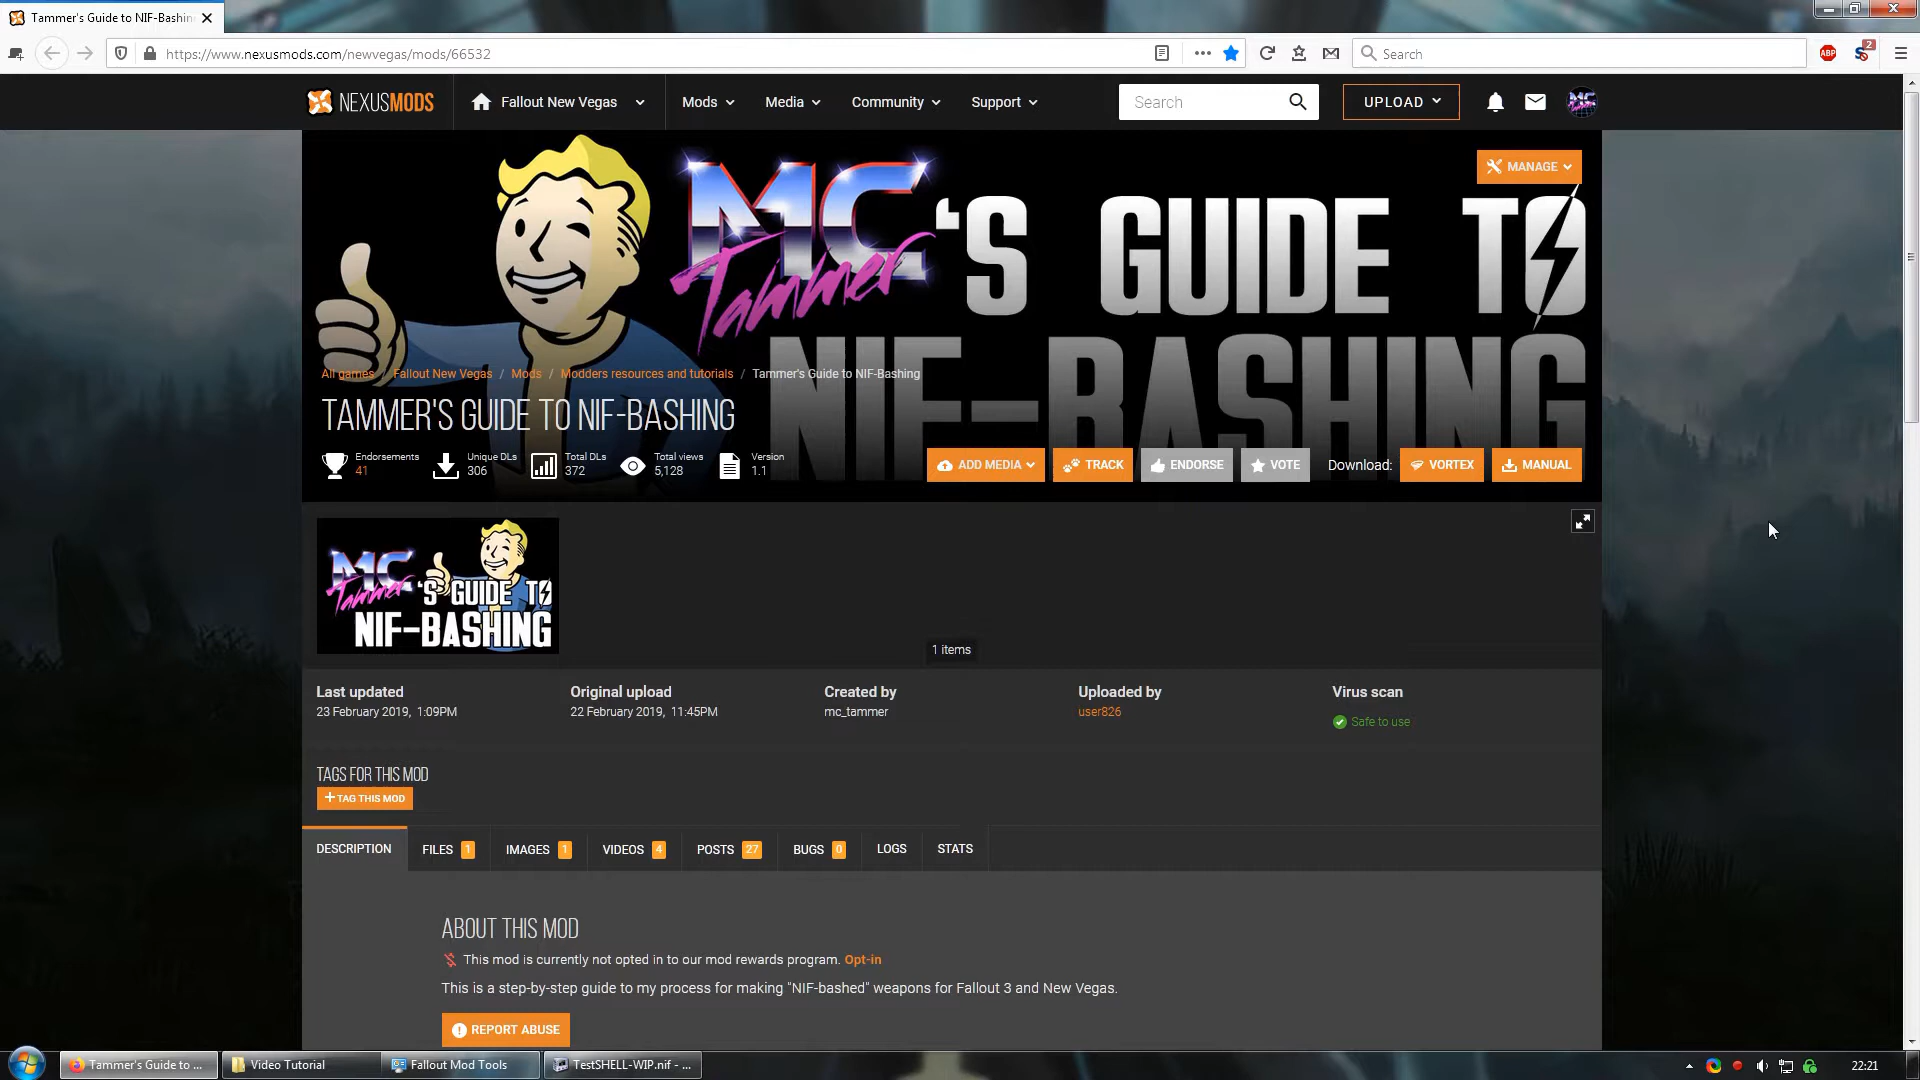 Tammer's Guide to NIF-Bashin
https://www.nexusmods.com/newvegas/mods/66532
Search
ABP
2
NEXUSMODS
Fallout New Vegas
Mods
Media
Community
Support
Search
UPLOAD
MC Tammer
MANAGE
MC Tammer'S GUIDE TO
NIF-BASHING
All games / Fallout New Vegas / Mods / Modders resources and tutorials / Tammer's Guide to NIF-Bashing
TAMMER'S GUIDE TO NIF-BASHING
Endorsements
41
Unique DLs
306
Total DLs
372
Total views
5,128
Version
1.1
ADD MEDIA
TRACK
ENDORSE
VOTE
Download:
VORTEX
MANUAL
MC Tammer'S GUIDE TO
NIF-BASHING
1 items
Last updated
23 February 2019, 1:09PM
Original upload
22 February 2019, 11:45PM
Created by
mc_tammer
Uploaded by
user826
Virus scan
Safe to use
TAGS FOR THIS MOD
+ TAG THIS MOD
DESCRIPTION
FILES 1
IMAGES 1
VIDEOS 4
POSTS 27
BUGS 0
LOGS
STATS
ABOUT THIS MOD
This mod is currently not opted in to our mod rewards program. Opt-in
This is a step-by-step guide to my process for making "NIF-bashed" weapons for Fallout 3 and New Vegas.
REPORT ABUSE
Tammer's Guide to ...
Video Tutorial
Fallout Mod Tools
TestSHELL-WIP.nif - ...
22:21